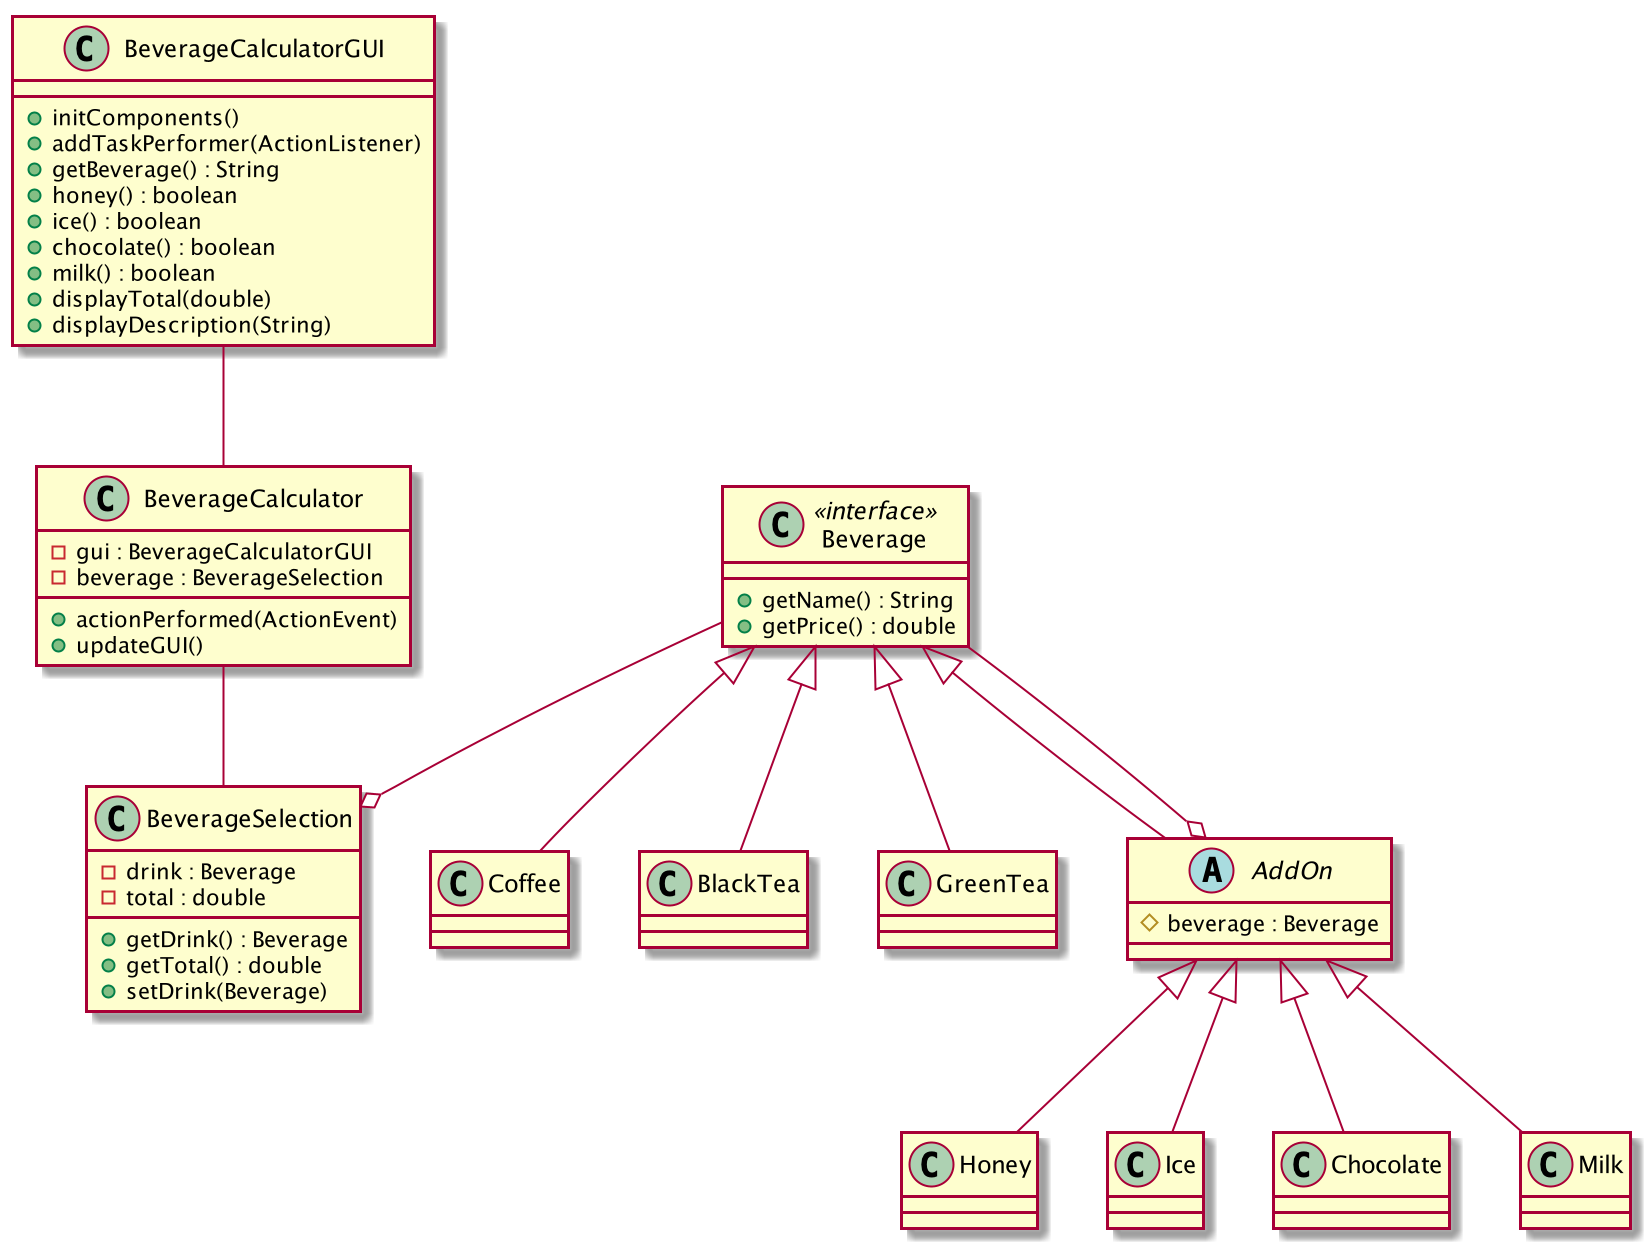 C BeverageCalculatorGUI
initComponents()
addTaskPerformer(ActionListener)
getBeverage() : String
honey() : boolean
ice() : boolean
chocolate() : boolean
milk() : boolean
displayTotal(double)
displayDescription(String)
C BeverageCalculator
gui : BeverageCalculatorGUI
beverage : BeverageSelection
actionPerformed(ActionEvent)
updateGUI()
C «interface»
Beverage
getName() : String
getPrice() : double
C BeverageSelection
drink : Beverage
total : double
getDrink() : Beverage
getTotal() : double
setDrink(Beverage)
C Coffee
C BlackTea
C GreenTea
A AddOn
beverage : Beverage
C Honey
C Ice
C Chocolate
C Milk